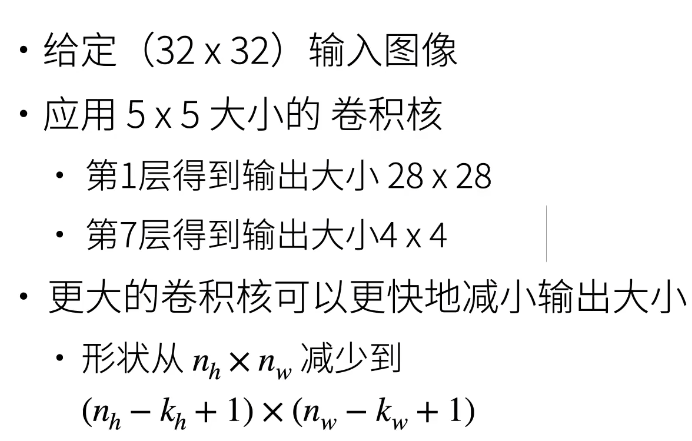 • 给定（32 x 32）输入图像
• 应用 5 x 5 大小的 卷积核
• 第1层得到输出大小 28 x 28
• 第7层得到输出大小4 x 4
• 更大的卷积核可以更快地减小输出大小
• 形状从 nₕ × n_w 减少到
(nₕ − kₕ + 1) × (n_w − k_w + 1)